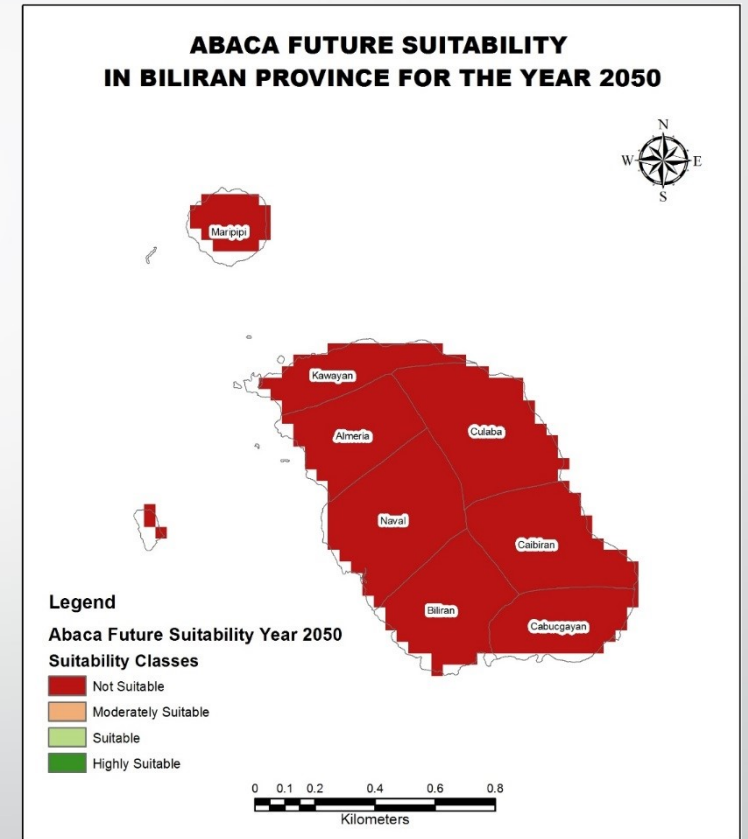 ABACA FUTURE SUITABILITY
IN BILIRAN PROVINCE FOR THE YEAR 2050
N
W E
S
Maripipi
Kawayan
Almeria
Culaba
Naval
Caibiran
Biliran
Cabucgayan
Legend
Abaca Future Suitability Year 2050
Suitability Classes
Not Suitable
Moderately Suitable
Suitable
Highly Suitable
0 0.1 0.2 0.4 0.6 0.8
Kilometers